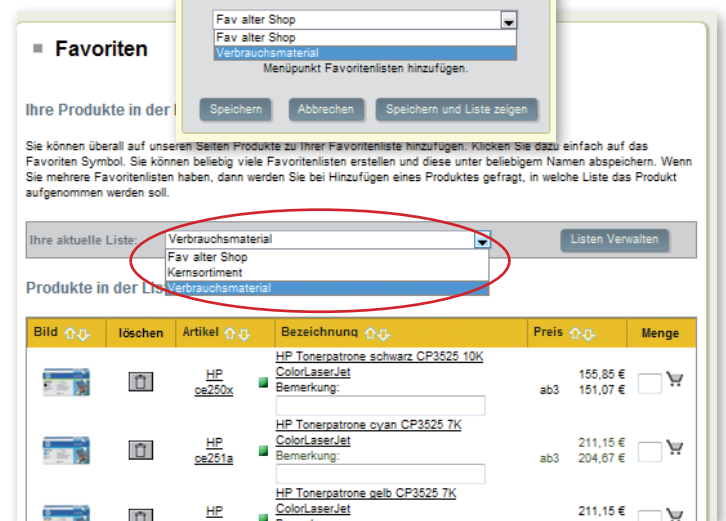 Fav alter Shop
Fav alter Shop
Verbrauchsmaterial
Menüpunkt Favoritenlisten hinzufügen.
Speichern Abbrechen Speichern und Liste zeigen
Favoriten
Ihre Produkte in der
Sie können überall auf unseren Seiten Produkte zu Ihrer Favoritenliste hinzufügen. Klicken Sie dazu einfach auf das
Favoriten Symbol. Sie können beliebig viele Favoritenlisten erstellen und diese unter beliebigem Namen abspeichern. Wenn
Sie mehrere Favoritenlisten haben, dann werden Sie bei Hinzufügen eines Produktes gefragt, in welche Liste das Produkt
aufgenommen werden soll.
Ihre aktuelle Liste: Verbrauchsmaterial Listen Verwalten
Fav alter Shop
Kernsortiment
Verbrauchsmaterial
Produkte in der Lis
Bild löschen Artikel Bezeichnung Preis Menge
HP Tonerpatrone schwarz CP3525 10K
HP ColorLaserJet 155,85 €
ce250x Bemerkung: ab3 151,07 €
HP Tonerpatrone cyan CP3525 7K
HP ColorLaserJet 211,15 €
ce251a Bemerkung: ab3 204,67 €
HP Tonerpatrone gelb CP3525 7K
HP ColorLaserJet 211,15 €